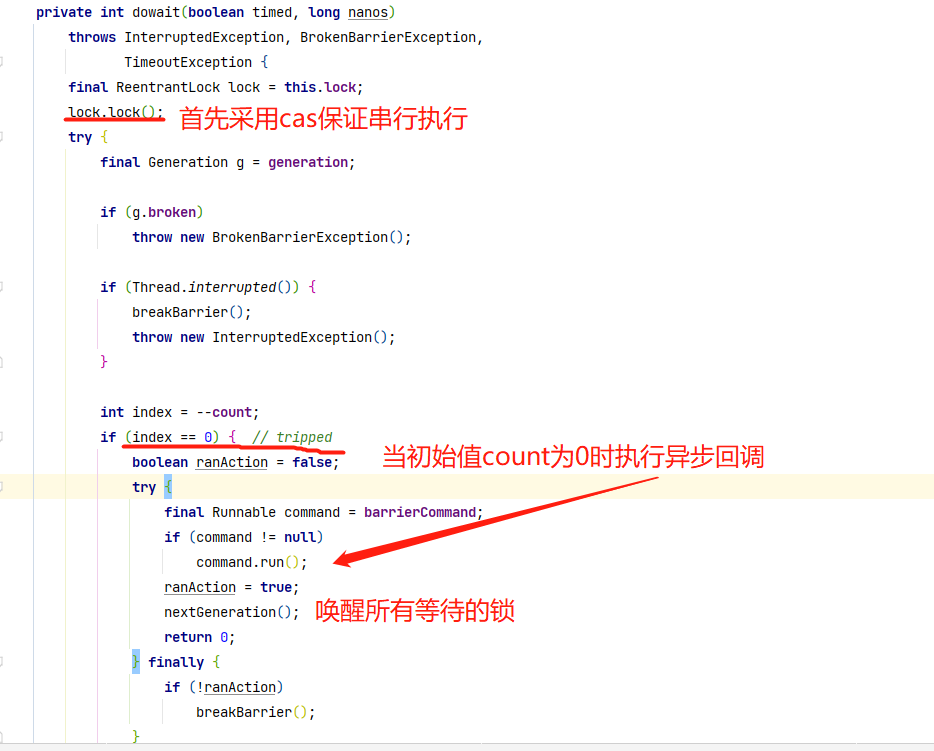 private int dowait(boolean timed, long nanos)
throws InterruptedException, BrokenBarrierException,
TimeoutException {
final ReentrantLock lock = this.lock;
lock.lock(); 首先采用cas保证串行执行
try {
final Generation g = generation;
if (g.broken)
throw new BrokenBarrierException();
if (Thread.interrupted()) {
breakBarrier();
throw new InterruptedException();
}
int index = --count;
if (index == 0) { // tripped
当初始值count为0时执行异步回调
boolean ranAction = false;
try {
final Runnable command = barrierCommand;
if (command != null)
command.run();
ranAction = true;
nextGeneration(); 唤醒所有等待的锁
return 0;
} finally {
if (!ranAction)
breakBarrier();
}